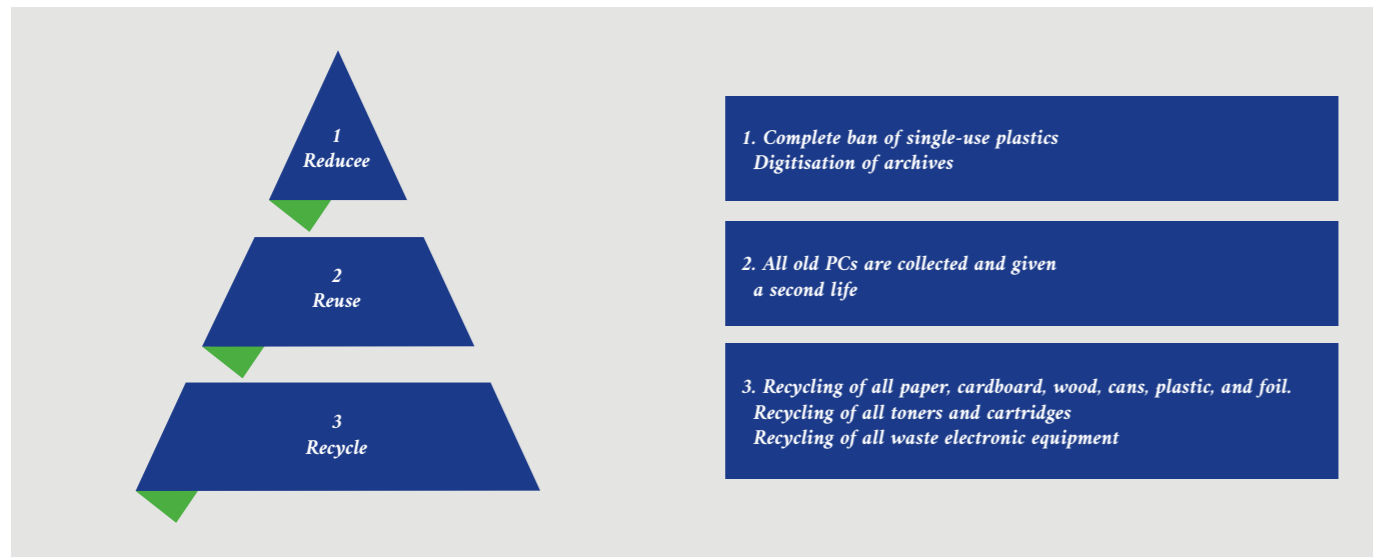 1
Reducee
2
Reuse
3
Recycle
1. Complete ban of single-use plastics
Digitisation of archives
2. All old PCs are collected and given
a second life
3. Recycling of all paper, cardboard, wood, cans, plastic, and foil.
Recycling of all toners and cartridges
Recycling of all waste electronic equipment